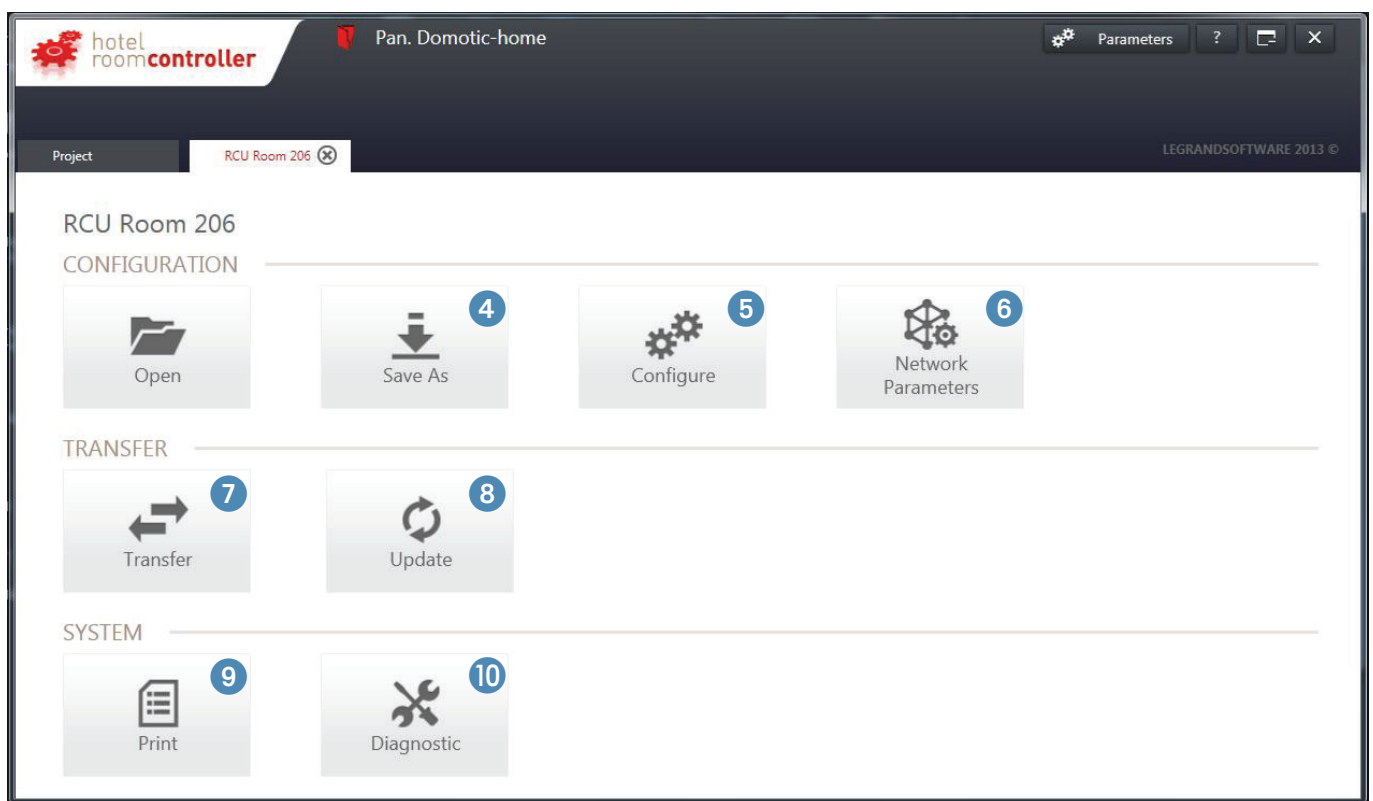 hotel
roomcontroller
Pan. Domotic-home
Parameters ?
Project
RCU Room 206
LEGRANDSOFTWARE 2013 ©
RCU Room 206
CONFIGURATION
4
5
6
Open
Save As
Configure
Network
Parameters
TRANSFER
7
8
Transfer
Update
SYSTEM
9
10
Print
Diagnostic